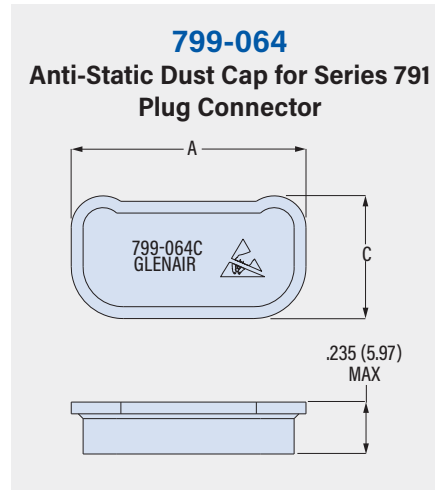 799-064
Anti-Static Dust Cap for Series 791
Plug Connector
A
799-064C
GLENAIR
C
.235 (5.97)
MAX